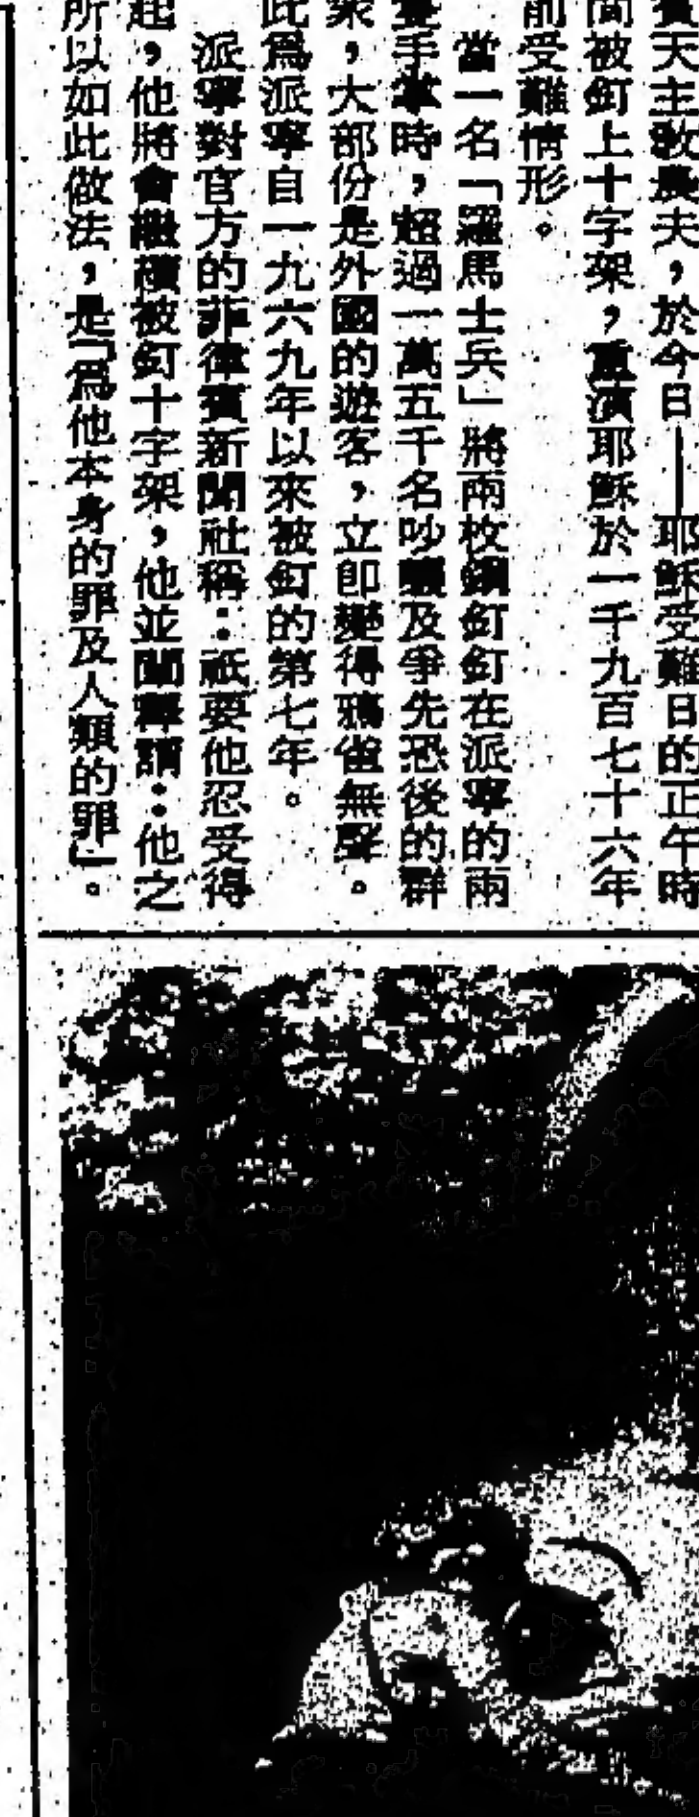 賓天主教農夫，於今日——耶穌受難日的正午時
間被釘上十字架，重演耶穌於一千九百七十六年
前受難情形。
當一名「羅馬士兵」將兩枚鋼釘釘在派寧的兩
隻手掌時，超過一萬五千名吵嚷及爭先恐後的群
衆，大部份是外國的遊客，立即變得鴉雀無聲。
此爲派寧自一九六九年以來被釘的第七年。
派寧對官方的菲律賓新聞社稱：祇要他忍受得
起，他將會繼續被釘十字架，他並闡釋謂：他之
所以如此做法，是「爲他本身的罪及人類的罪」。